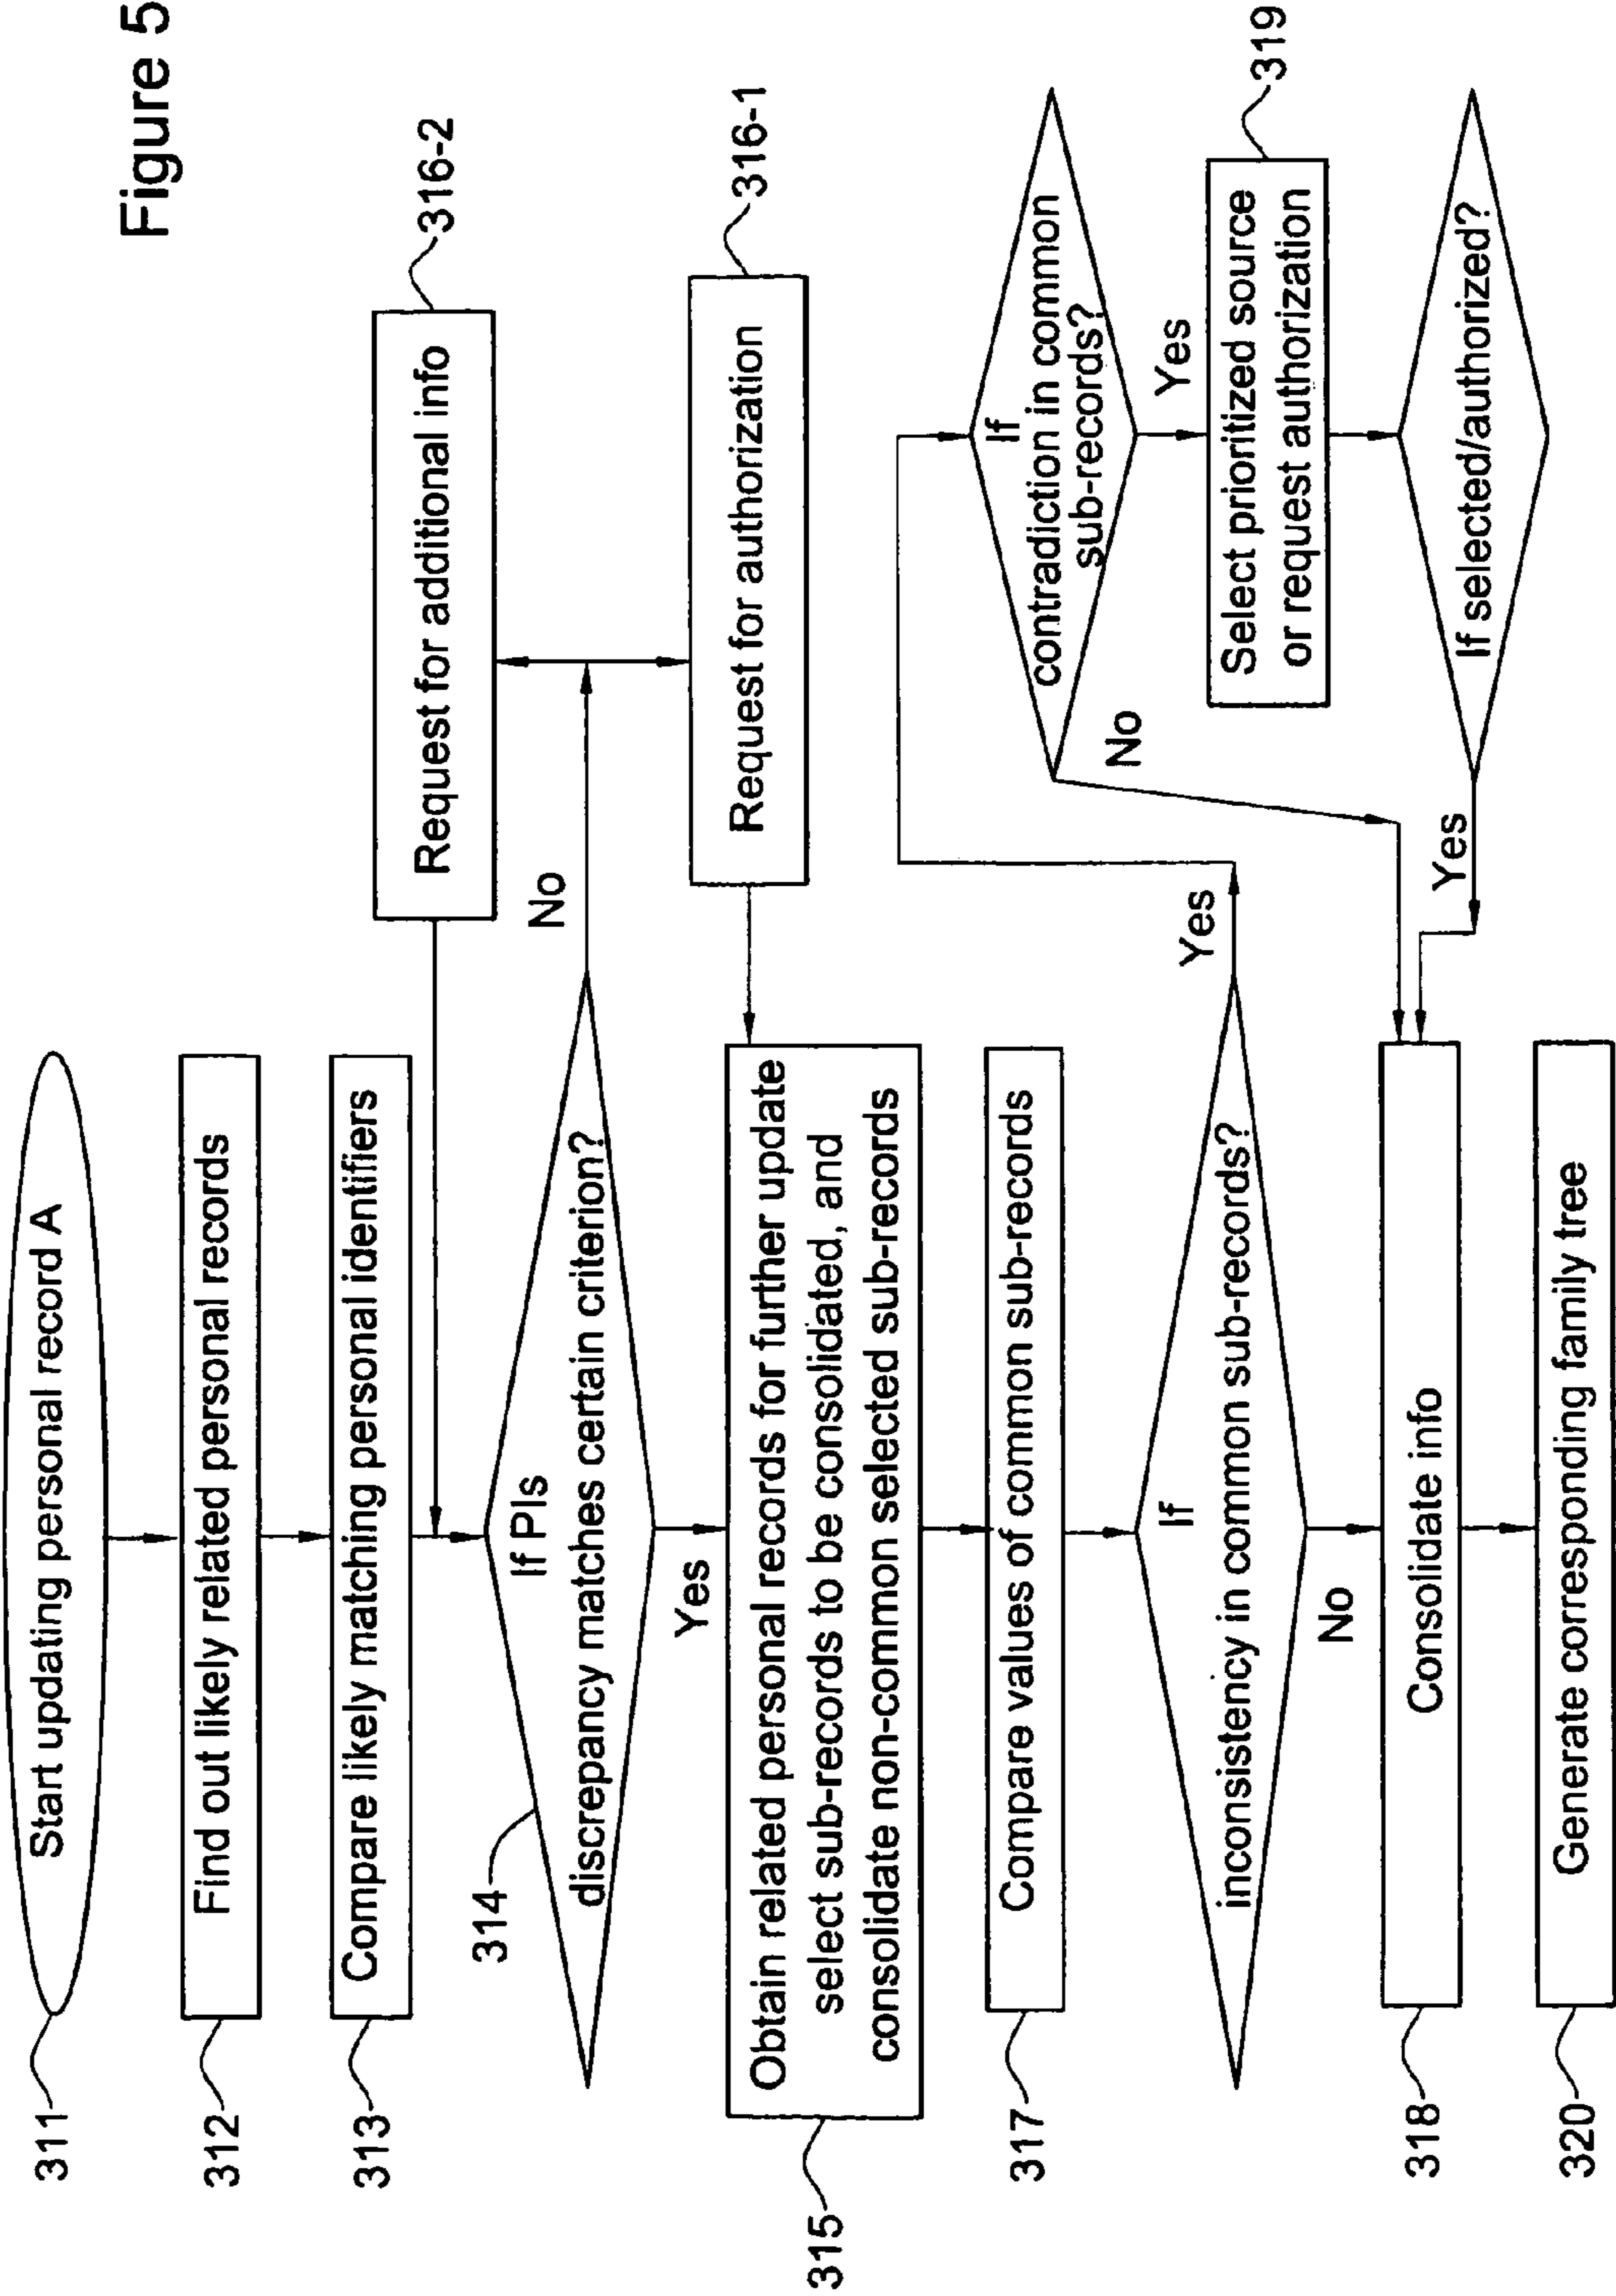 Figure 5
311
Start updating personal record A
312
Find out likely related personal records
313
Compare likely matching personal identifiers
316-2
Request for additional info
314
If PIs
discrepancy matches certain criterion?
No
Yes
316-1
Request for authorization
315
Obtain related personal records for further update
select sub-records to be consolidated, and
consolidate non-common selected sub-records
317
Compare values of common sub-records
If
inconsistency in common sub-records?
Yes
No
If
contradiction in common
sub-records?
No
Yes
319
Select prioritized source
or request authorization
If selected/authorized?
Yes
318
Consolidate info
320
Generate corresponding family tree